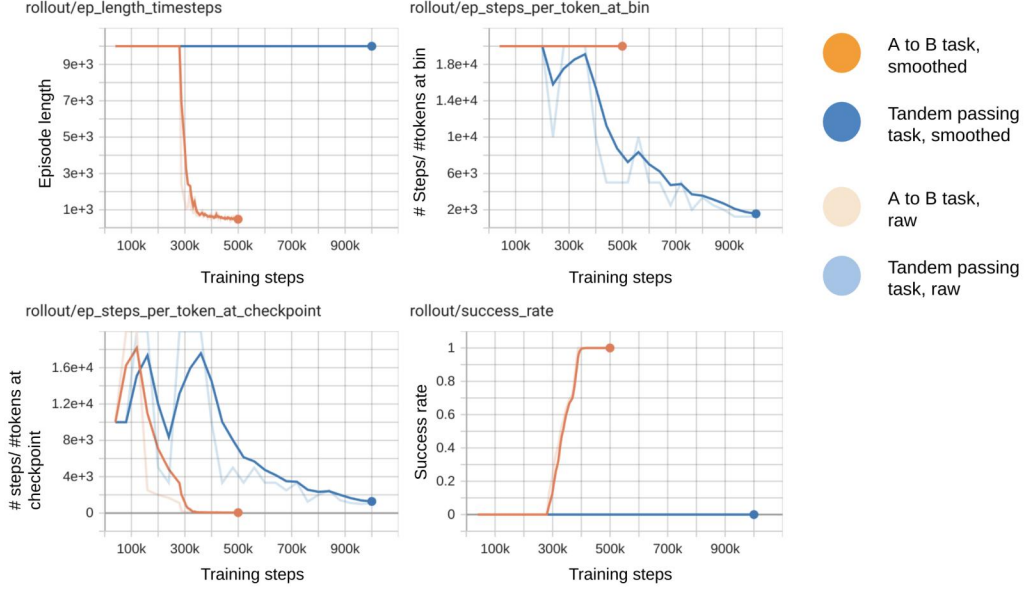 rollout/ep_length_timesteps
Episode length
9e+3
7e+3
5e+3
3e+3
1e+3
100k 300k 500k 700k 900k
Training steps
rollout/ep_steps_per_token_at_bin
# Steps/ #tokens at bin
1.8e+4
1.4e+4
1e+4
6e+3
2e+3
100k 300k 500k 700k 900k
Training steps
A to B task,
smoothed
Tandem passing
task, smoothed
A to B task,
raw
Tandem passing
task, raw
rollout/ep_steps_per_token_at_checkpoint
# steps/ #tokens at
checkpoint
1.6e+4
1.2e+4
8e+3
4e+3
0
100k 300k 500k 700k 900k
Training steps
rollout/success_rate
Success rate
1
0.8
0.6
0.4
0.2
0
100k 300k 500k 700k 900k
Training steps